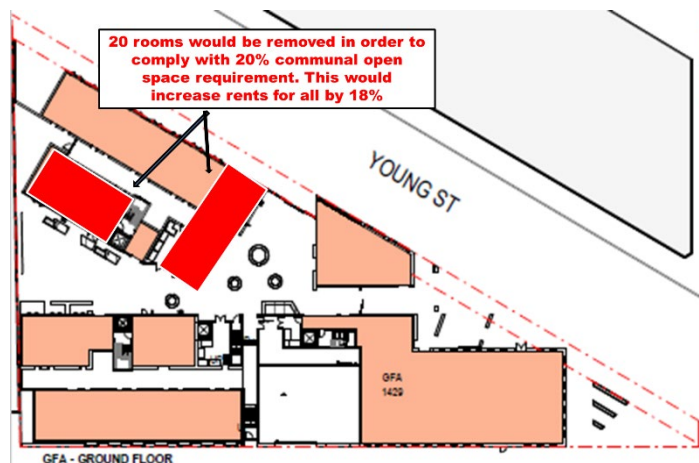 20 rooms would be removed in order to
comply with 20% communal open
space requirement. This would
increase rents for all by 18%
YOUNG ST
GFA
1429
GFA - GROUND FLOOR